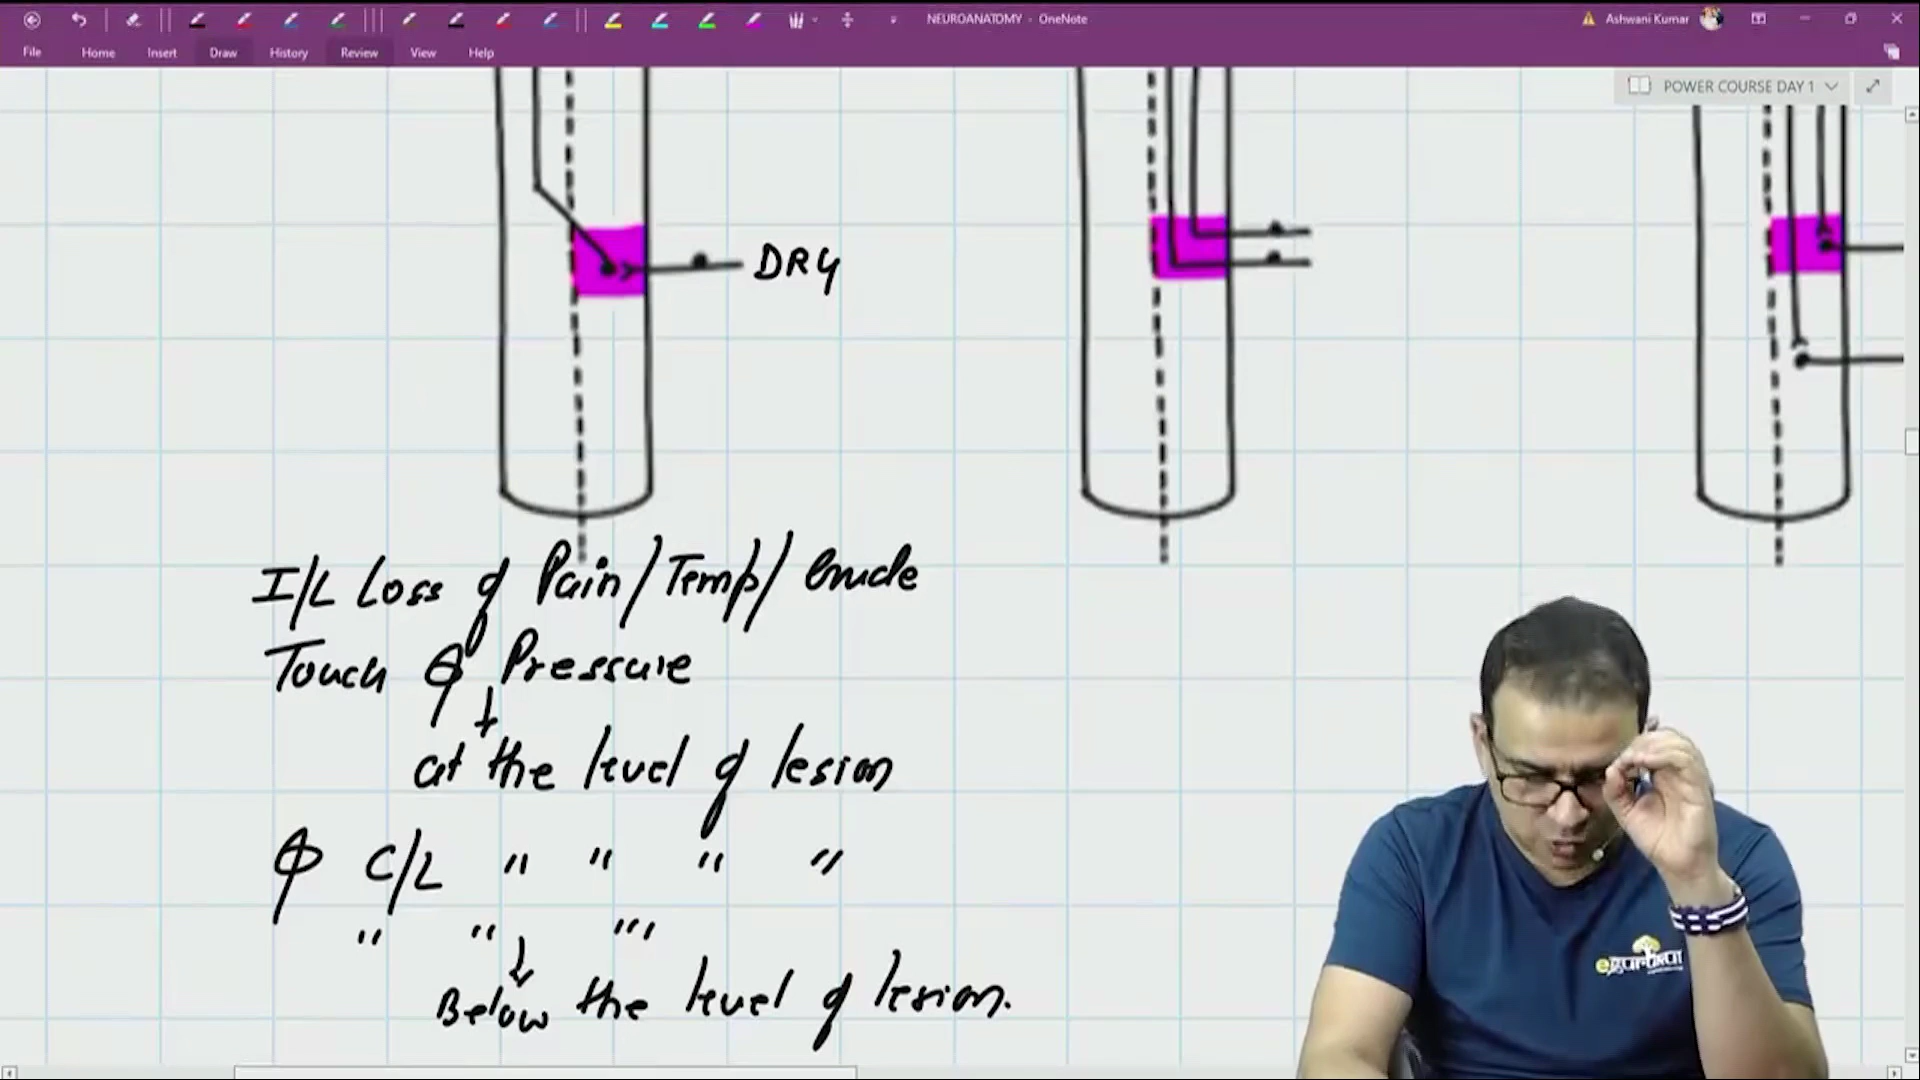 NEUROANATOMY - OneNote
Ashwani Kumar
File Home Insert Draw History Review View Help
POWER COURSE DAY 1
DRG
I/L Loss of Pain/Temp/Crude
Touch & Pressure
at the level of lesion
& C/L " " " "
" " "'
Below the level of lesion.